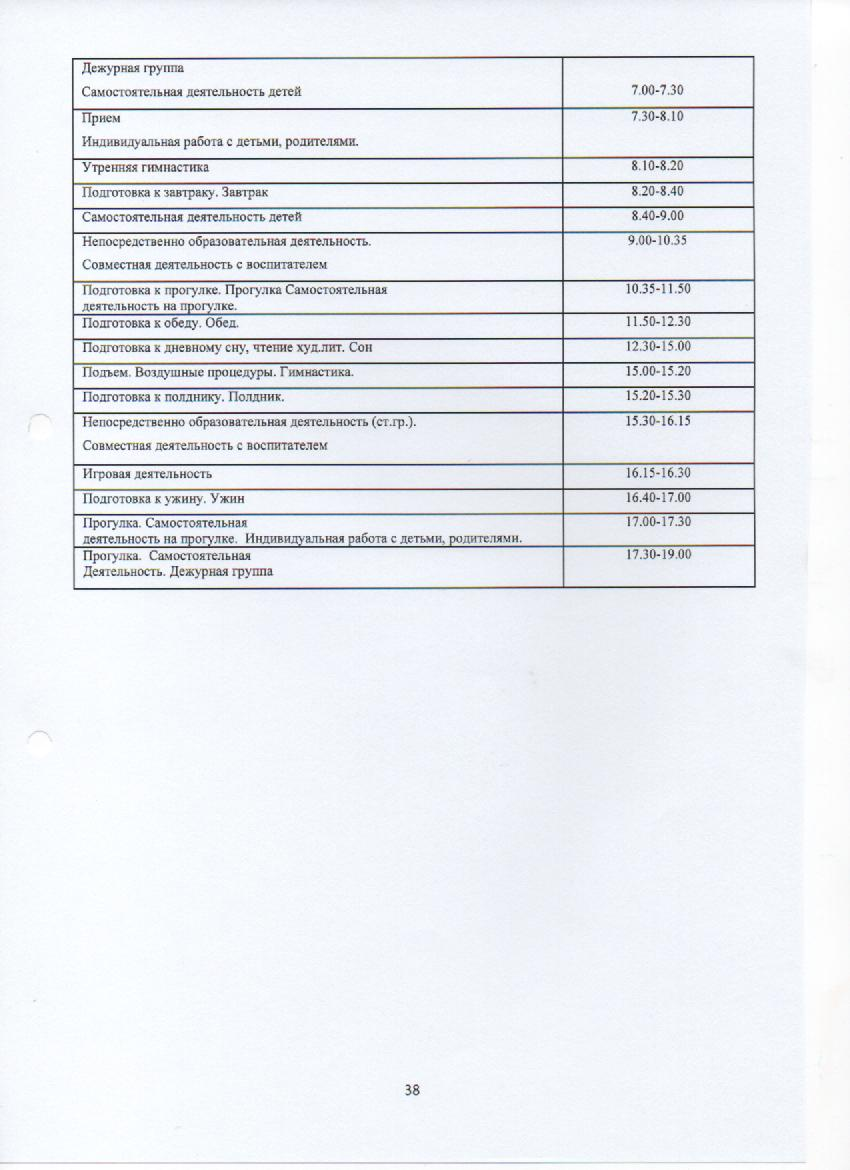 Дежурная группа
Самостоятельная деятельность детей 7.00-7.30
Прием 7.30-8.10
Индивидуальная работа с детьми, родителями.
Утренняя гимнастика 8.10-8.20
Подготовка к завтраку. Завтрак 8.20-8.40
Самостоятельная деятельность детей 8.40-9.00
Непосредственно образовательная деятельность. 9.00-10.35
Совместная деятельность с воспитателем
Подготовка к прогулке. Прогулка Самостоятельная 10.35-11.50
деятельность на прогулке.
Подготовка к обеду. Обед. 11.50-12.30
Подготовка к дневному сну, чтение худ.лит. Сон 12.30-15.00
Подъем. Воздушные процедуры. Гимнастика. 15.00-15.20
Подготовка к полднику. Полдник. 15.20-15.30
Непосредственно образовательная деятельность (ст.гр.). 15.30-16.15
Совместная деятельность с воспитателем
Игровая деятельность 16.15-16.30
Подготовка к ужину. Ужин 16.40-17.00
Прогулка. Самостоятельная 17.00-17.30
деятельность на прогулке. Индивидуальная работа с детьми, родителями.
Прогулка. Самостоятельная 17.30-19.00
Деятельность. Дежурная группа
38